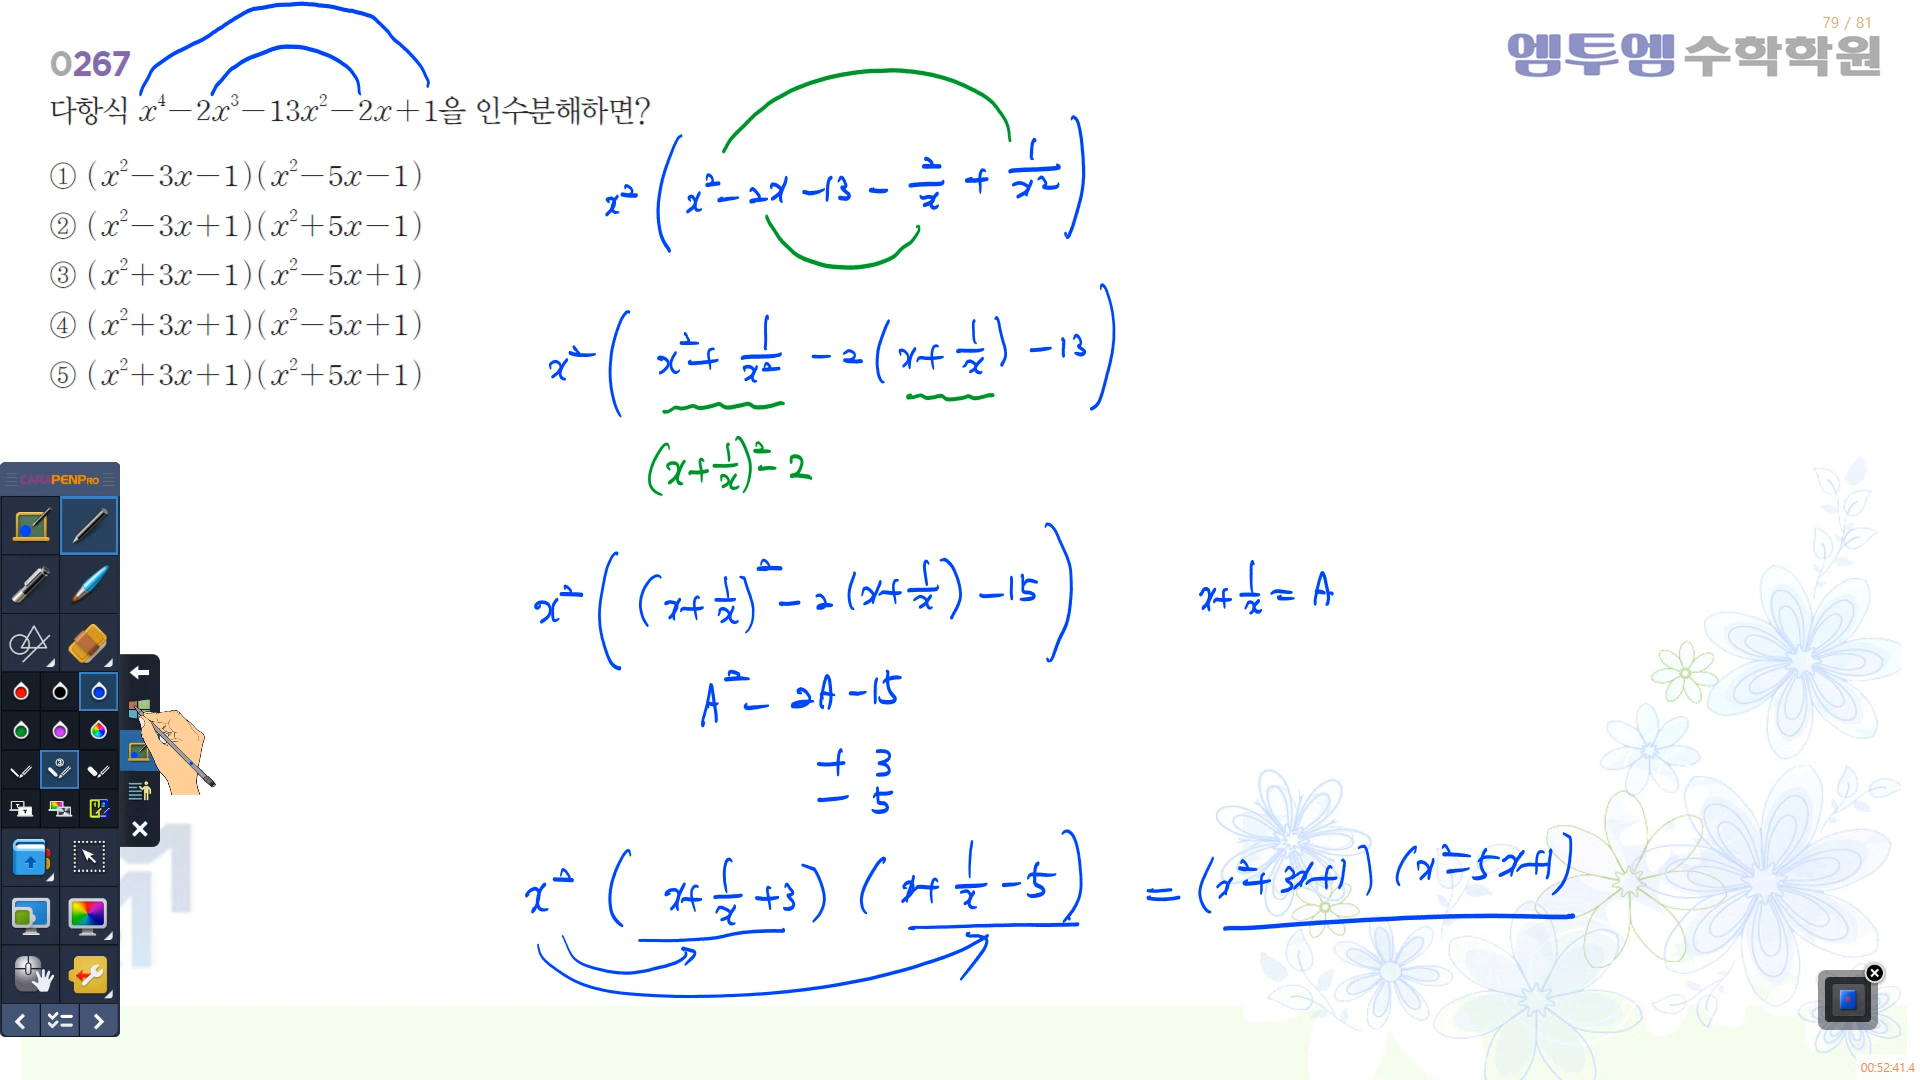 79 / 81
엠투엠 수학학원
0267
다항식 x⁴－2x³－13x²－2x＋1을 인수분해하면?
① (x²－3x－1)(x²－5x－1)
② (x²－3x＋1)(x²＋5x－1)
③ (x²＋3x－1)(x²－5x＋1)
④ (x²＋3x＋1)(x²－5x＋1)
⑤ (x²＋3x＋1)(x²＋5x＋1)
x² ( x² - 2x - 13 - 2/x + 1/x² )
x² ( x² + 1/x² - 2 ( x + 1/x ) - 13 )
( x + 1/x )² - 2
x² ( ( x + 1/x )² - 2 ( x + 1/x ) - 15 )
x + 1/x = A
A² - 2A - 15
+ 3
- 5
x² ( x + 1/x + 3 ) ( x + 1/x - 5 ) = ( x² + 3x + 1 ) ( x² - 5x + 1 )
CARAPENPRO
00:52:41.4